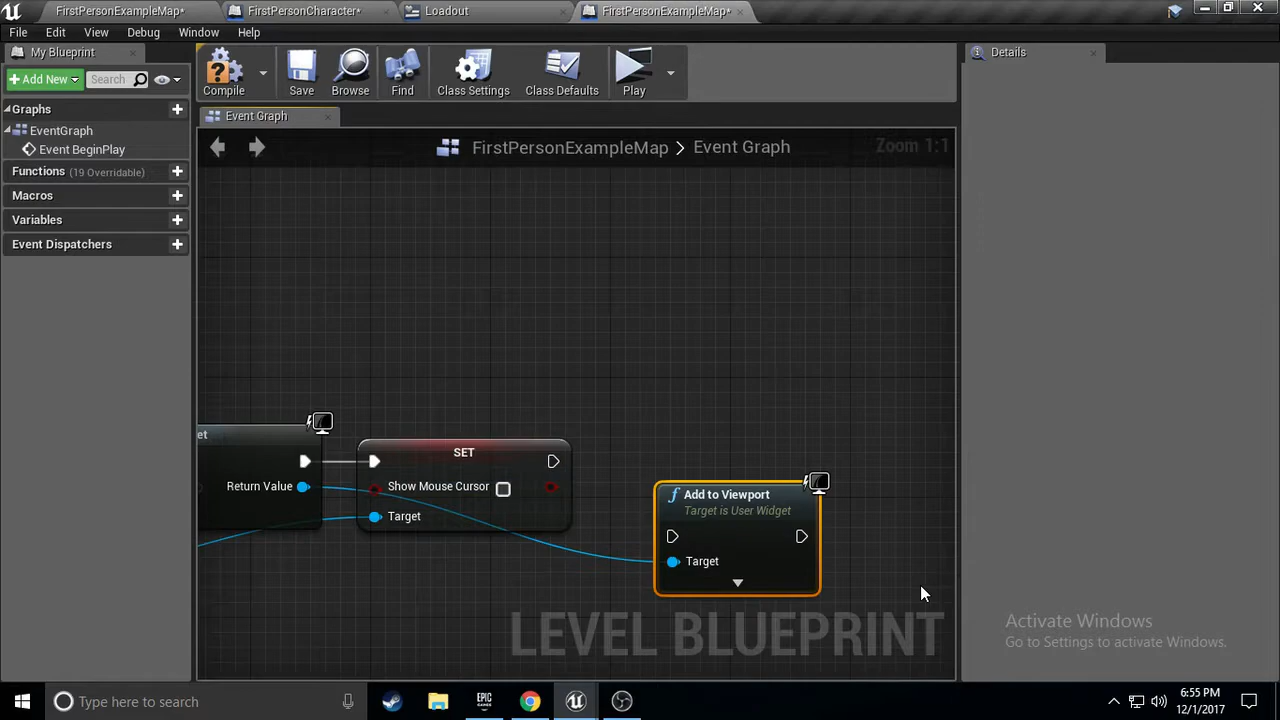 FirstPersonExampleMap*
FirstPersonCharacter*
Loadout
FirstPersonExampleMap*
File
Edit
View
Debug
Window
Help
My Blueprint
Details
Add New
Search
Compile
Save
Browse
Find
Class Settings
Class Defaults
Play
Graphs
EventGraph
Event BeginPlay
Functions (19 Overridable)
Macros
Variables
Event Dispatchers
Event Graph
FirstPersonExampleMap > Event Graph
Zoom 1:1
et
Return Value
SET
Show Mouse Cursor
Target
f Add to Viewport
Target is User Widget
Target
LEVEL BLUEPRINT
Activate Windows
Go to Settings to activate Windows.
Type here to search
EPIC
GAMES
6:55 PM
12/1/2017